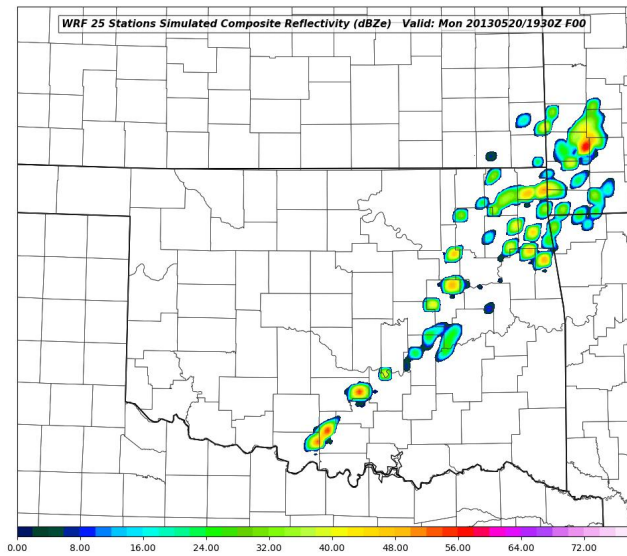 WRF 25 Stations Simulated Composite Reflectivity (dBZe) Valid: Mon 20130520/1930Z F00
0.00 8.00 16.00 24.00 32.00 40.00 48.00 56.00 64.00 72.00